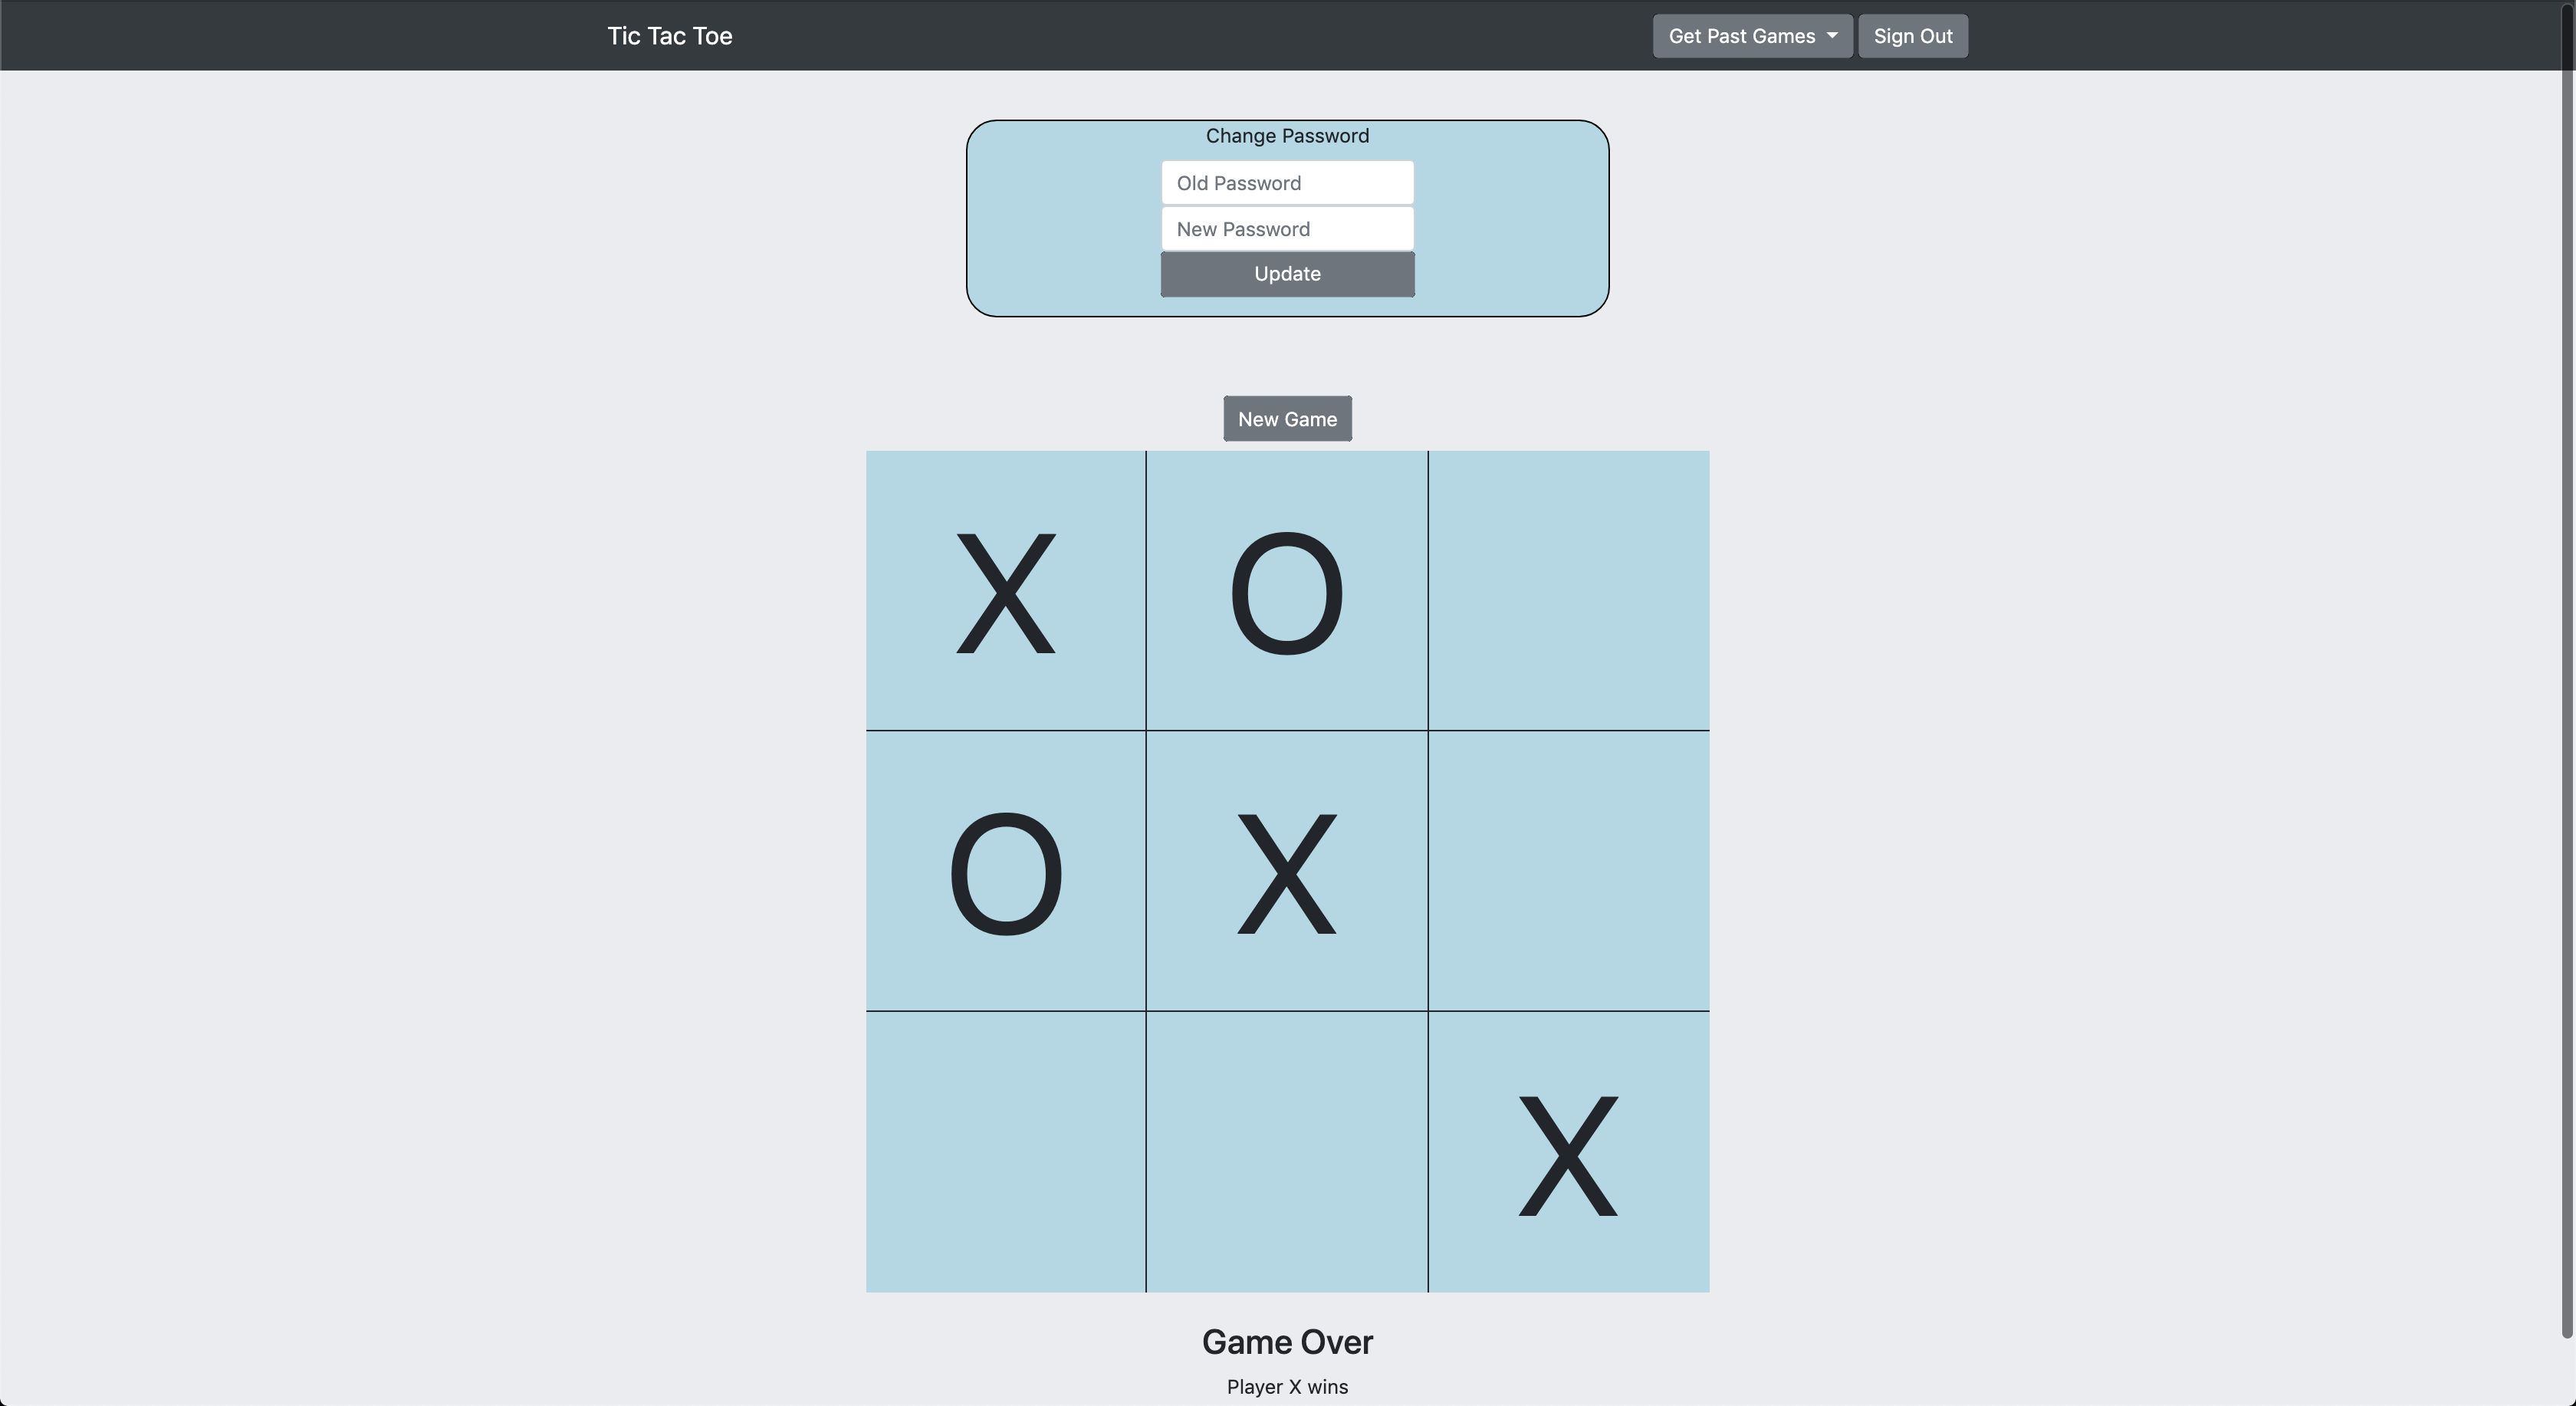 Tic Tac Toe
Get Past Games
Sign Out
Change Password
Old Password
New Password
Update
New Game
X O
O X
X
Game Over
Player X wins